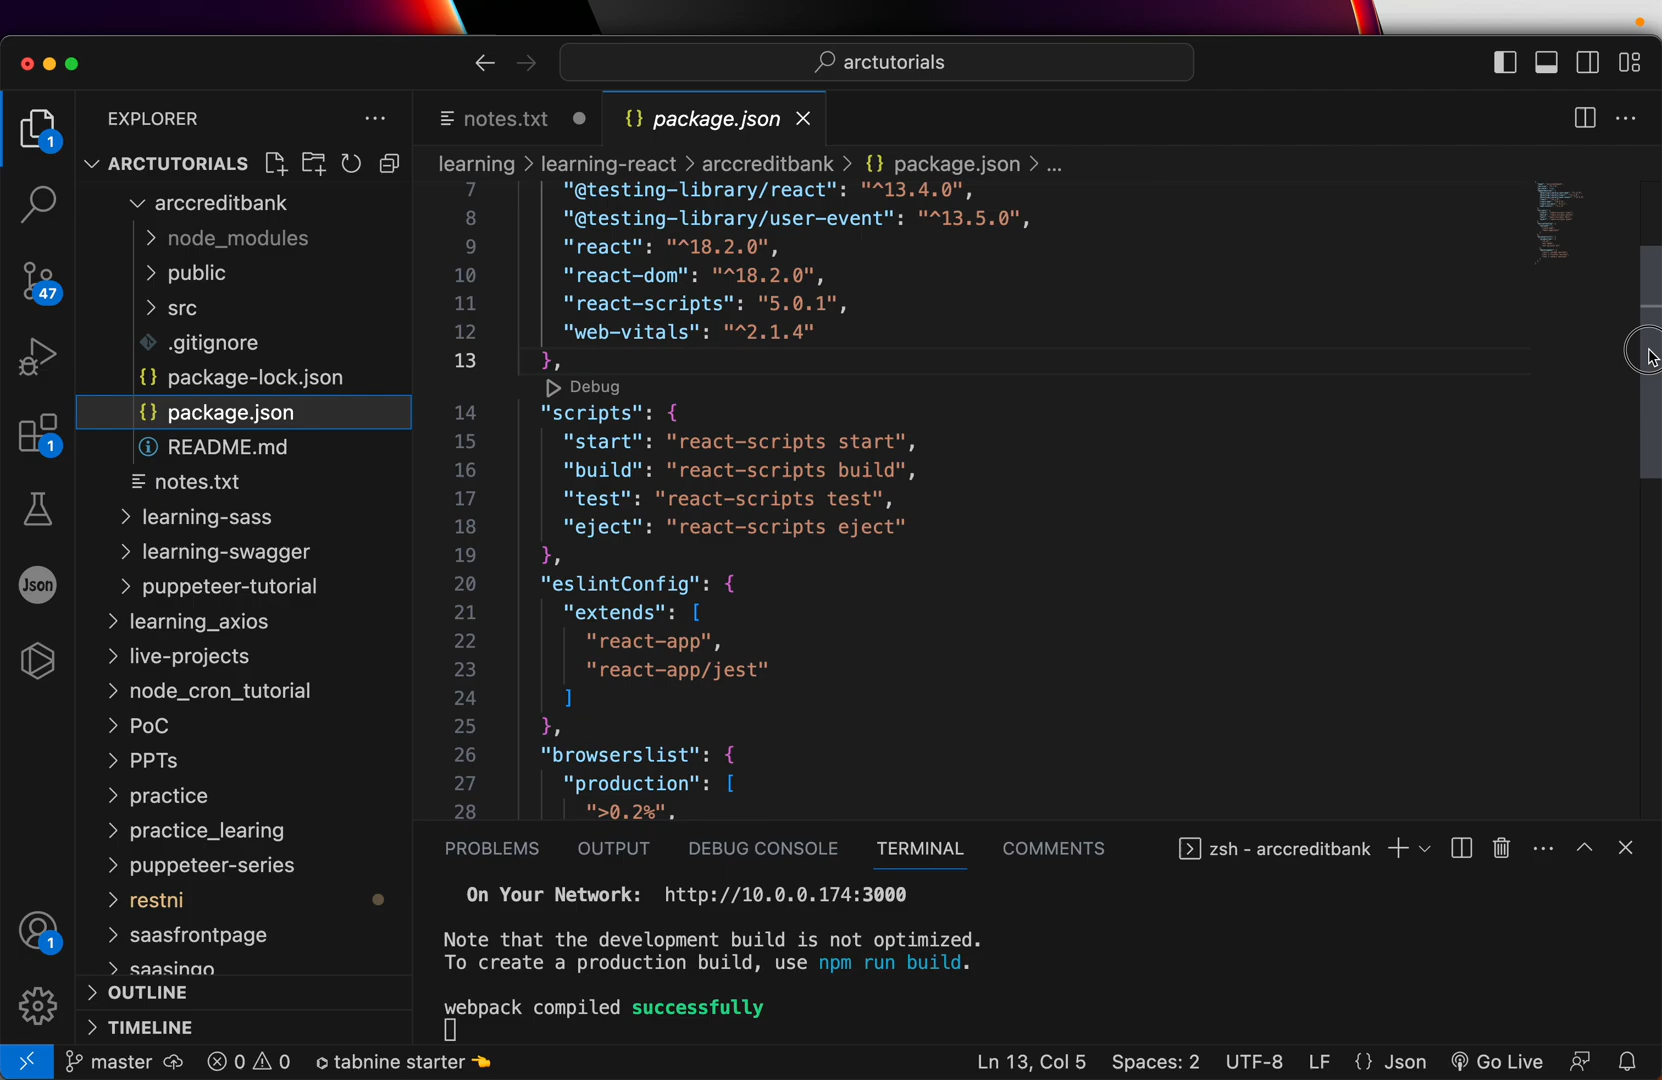 arctutorials
EXPLORER
ARCTUTORIALS
arccreditbank
node_modules
public
src
.gitignore
{} package-lock.json
{} package.json
README.md
notes.txt
learning-sass
learning-swagger
puppeteer-tutorial
learning_axios
live-projects
node_cron_tutorial
PoC
PPTs
practice
practice_learing
puppeteer-series
restni
saasfrontpage
saasingo
OUTLINE
TIMELINE
1
47
1
Json
1
notes.txt
{} package.json
learning > learning-react > arccreditbank > {} package.json > ...
7 "@testing-library/react": "^13.4.0",
8 "@testing-library/user-event": "^13.5.0",
9 "react": "^18.2.0",
10 "react-dom": "^18.2.0",
11 "react-scripts": "5.0.1",
12 "web-vitals": "^2.1.4"
13 },
Debug
14 "scripts": {
15 "start": "react-scripts start",
16 "build": "react-scripts build",
17 "test": "react-scripts test",
18 "eject": "react-scripts eject"
19 },
20 "eslintConfig": {
21 "extends": [
22 "react-app",
23 "react-app/jest"
24 ]
25 },
26 "browserslist": {
27 "production": [
28 ">0.2%",
PROBLEMS OUTPUT DEBUG CONSOLE TERMINAL COMMENTS zsh - arccreditbank
On Your Network: http://10.0.0.174:3000
Note that the development build is not optimized.
To create a production build, use npm run build.
webpack compiled successfully
master 0 0 tabnine starter Ln 13, Col 5 Spaces: 2 UTF-8 LF {} Json Go Live